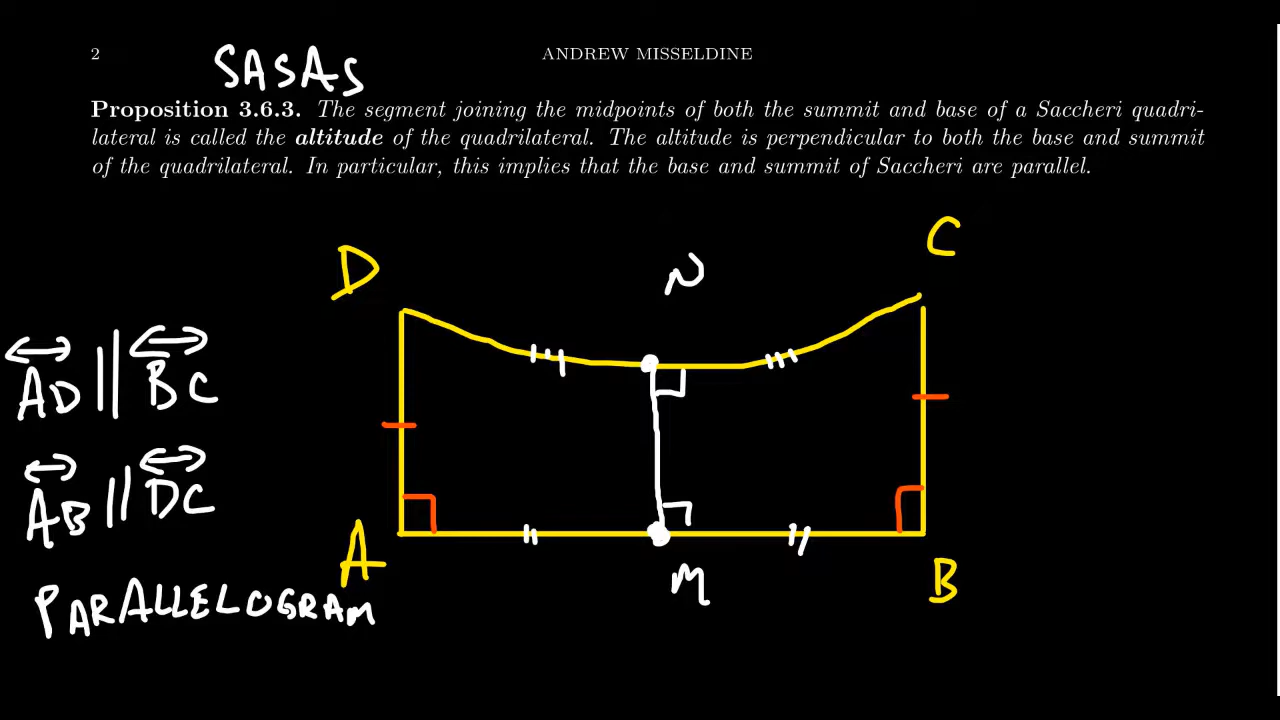 2 ANDREW MISSELDINE
SASAS
Proposition 3.6.3. The segment joining the midpoints of both the summit and base of a Saccheri quadri-
lateral is called the altitude of the quadrilateral. The altitude is perpendicular to both the base and summit
of the quadrilateral. In particular, this implies that the base and summit of Saccheri are parallel.
D N C
AD || BC
AB || DC
A M B
PARALLELOGRAM